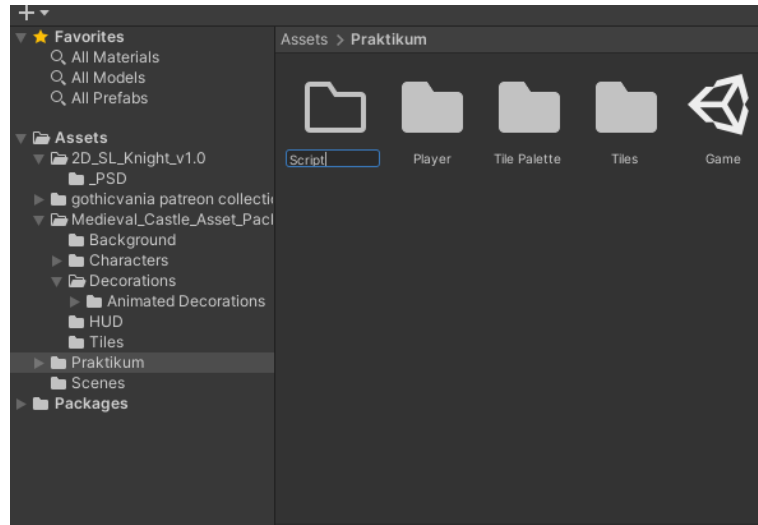 Favorites
All Materials
All Models
All Prefabs
Assets
2D_SL_Knight_v1.0
_PSD
gothicvania patreon collecti
Medieval_Castle_Asset_Pacl
Background
Characters
Decorations
Animated Decorations
HUD
Tiles
Praktikum
Scenes
Packages
Assets > Praktikum
Script
Player
Tile Palette
Tiles
Game